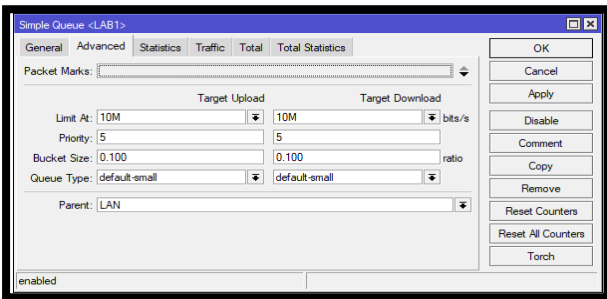 Simple Queue <LAB1>
General Advanced Statistics Traffic Total Total Statistics
OK
Packet Marks:
Cancel
Target Upload Target Download
Apply
Limit At: 10M 10M bits/s
Disable
Priority: 5 5
Comment
Bucket Size: 0.100 0.100 ratio
Copy
Queue Type: default-small default-small
Remove
Parent: LAN
Reset Counters
Reset All Counters
Torch
enabled